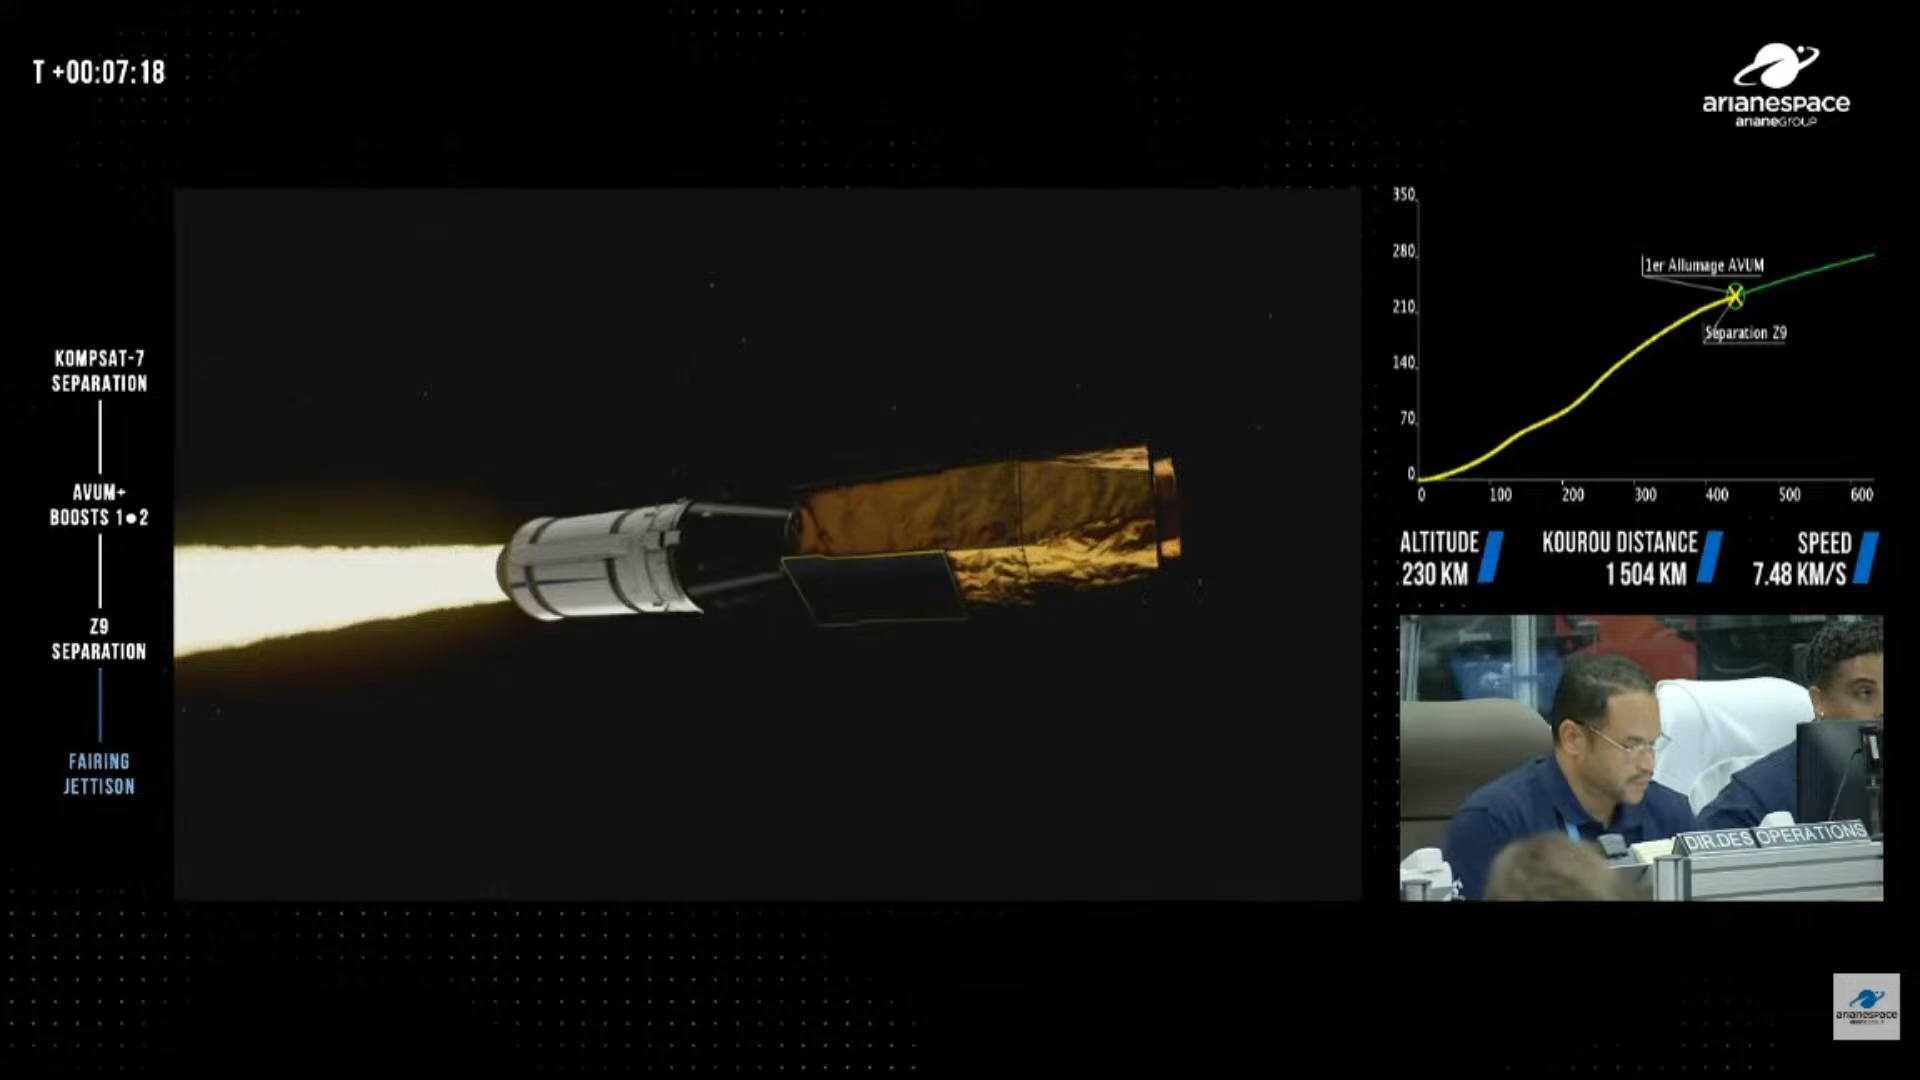 T +00:07:18
arianespace
arianeGROUP
KOMPSAT-7
SEPARATION
AVUM+
BOOSTS 1●2
Z9
SEPARATION
FAIRING
JETTISON
350
280
210
140
70
0
0
100
200
300
400
500
600
1er Allumage AVUM
Séparation Z9
ALTITUDE
230 KM
KOUROU DISTANCE
1 504 KM
SPEED
7.48 KM/S
DIR.DES OPERATIONS
arianespace
arianeGROUP